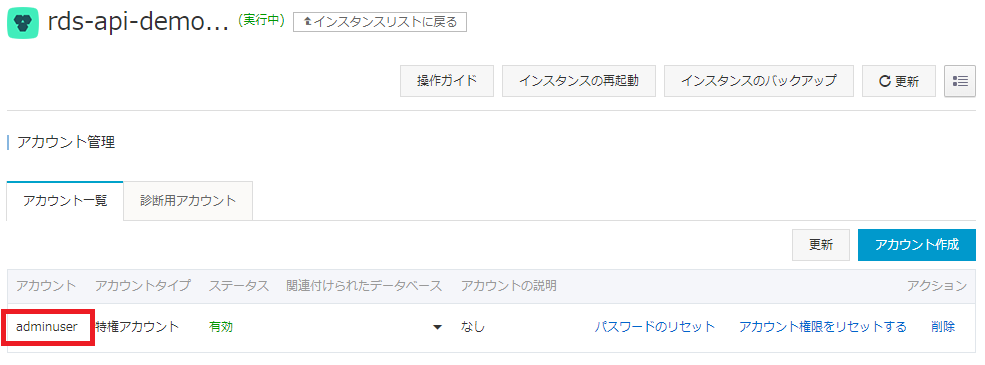 rds-api-demo... (実行中) インスタンスリストに戻る
操作ガイド インスタンスの再起動 インスタンスのバックアップ 更新
アカウント管理
アカウント一覧 診断用アカウント
更新 アカウント作成
アカウント アカウントタイプ ステータス 関連付けられたデータベース アカウントの説明 アクション
adminuser 特権アカウント 有効 なし パスワードのリセット アカウント権限をリセットする 削除